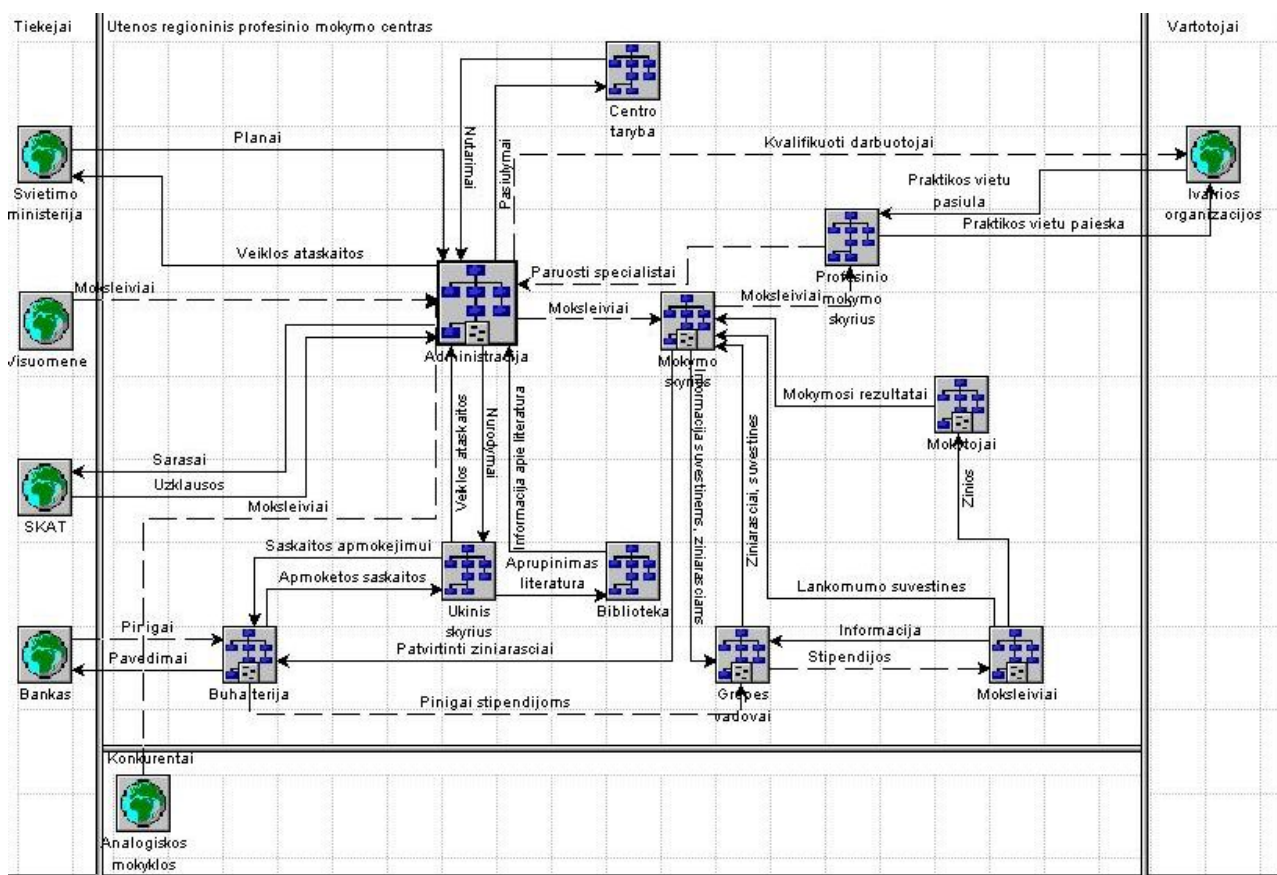 Tiekejai
Utenos regioninis profesinio mokymo centras
Vartotojai
Centro
taryba
Planai
Nutarimai
Pasiulymai
Kvalifikuoti darbuotojai
Svietimo
ministerija
Praktikos vietu
pasiula
Ivairios
organizacijos
Praktikos vietu paieska
Veiklos ataskaitos
Paruosti specialistai
Profesinio
mokymo
skyrius
Moksleiviai
Moksleiviai
Moksleiviai
Visuomene
Administracija
Mokymo
skyrius
Mokymosi rezultatai
Mokytojai
Veiklos ataskaitos
Nurodymai
Informacija apie literatura
Informacija suvestinems, ziniarasciams
Ziniarasciai, suvestines
Zinios
Sarasai
Uzklausos
SKAT
Moksleiviai
Saskaitos apmokejimui
Apmoketos saskaitos
Aprupinimas
literatura
Lankomumo suvestines
Ukinis
skyrius
Biblioteka
Pinigai
Informacija
Patvirtinti ziniarasciai
Stipendijos
Pavedimai
Bankas
Buhalterija
Pinigai stipendijoms
Grupes
vadovai
Moksleiviai
Konkurentai
Analogiskos
mokyklos